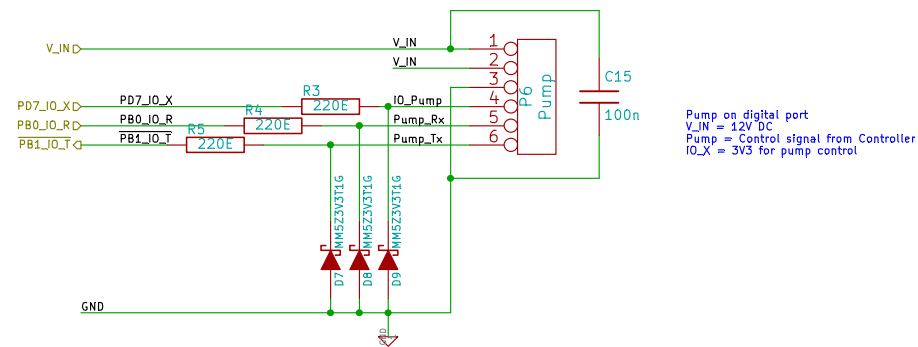 V_IN
V_IN
V_IN
1
2
3
4
5
6
P6
Pump
C15
100n
PD7_IO_X
PD7_IO_X
R3
220E
IO_Pump
PB0_IO_R
PB0_IO_R
R4
220E
Pump_Rx
PB1_IO_T
PB1_IO_T
R5
220E
Pump_Tx
Pump on digital port
V_IN = 12V DC
Pump = Control signal from Controller
IO_X = 3V3 for pump control
MM5Z3V3T1G
MM5Z3V3T1G
MM5Z3V3T1G
D7
D8
D9
GND
GND